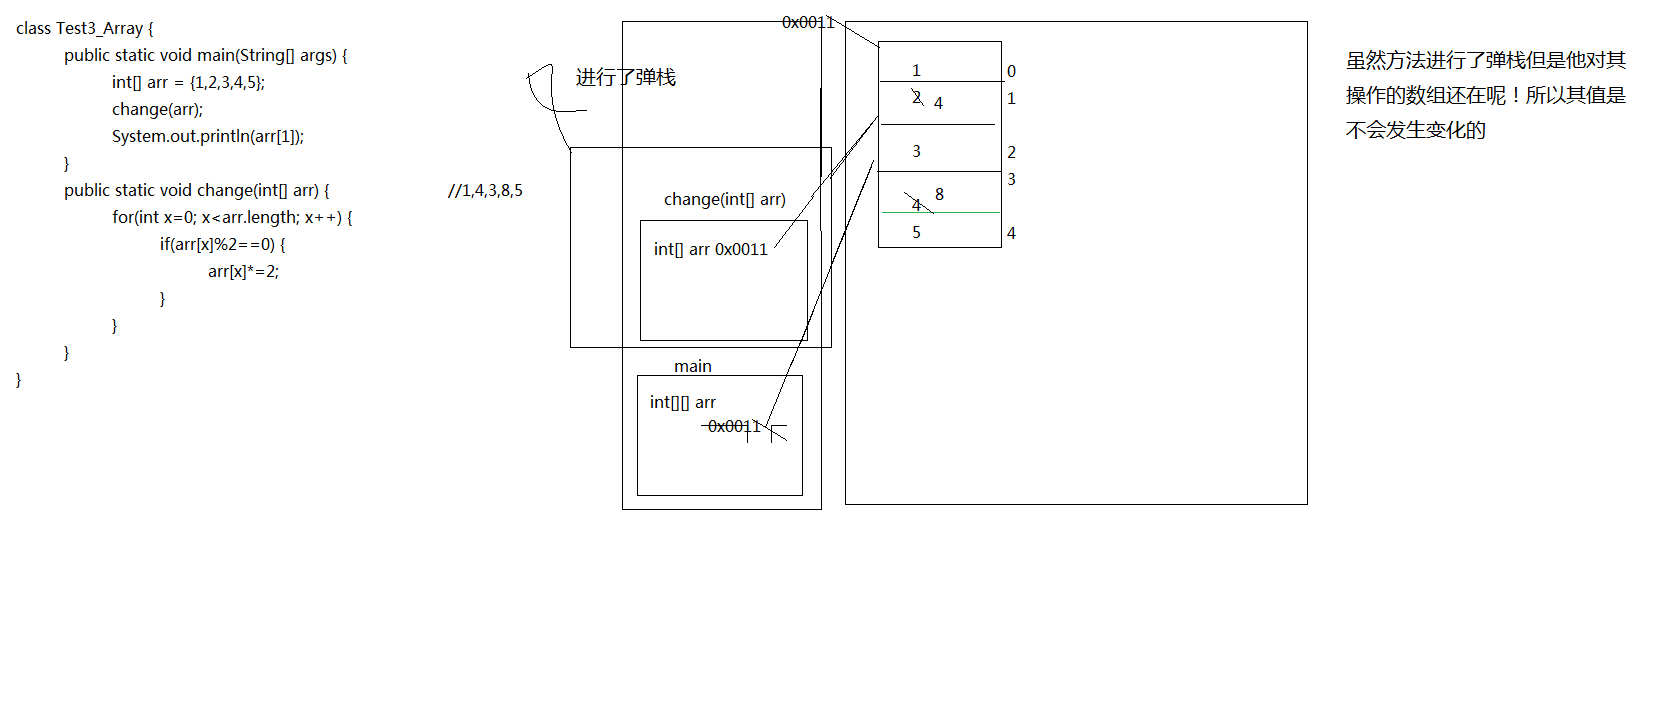 class Test3_Array {
public static void main(String[] args) {
int[] arr = {1,2,3,4,5};
change(arr);
System.out.println(arr[1]);
}
public static void change(int[] arr) { //1,4,3,8,5
for(int x=0; x<arr.length; x++) {
if(arr[x]%2==0) {
arr[x]*=2;
}
}
}
}
进行了弹栈
change(int[] arr)
int[] arr 0x0011
main
int[][] arr
0x0011
0x0011
1 0
2 4 1
3 2
3
4 8
5 4
虽然方法进行了弹栈但是他对其
操作的数组还在呢！所以其值是
不会发生变化的